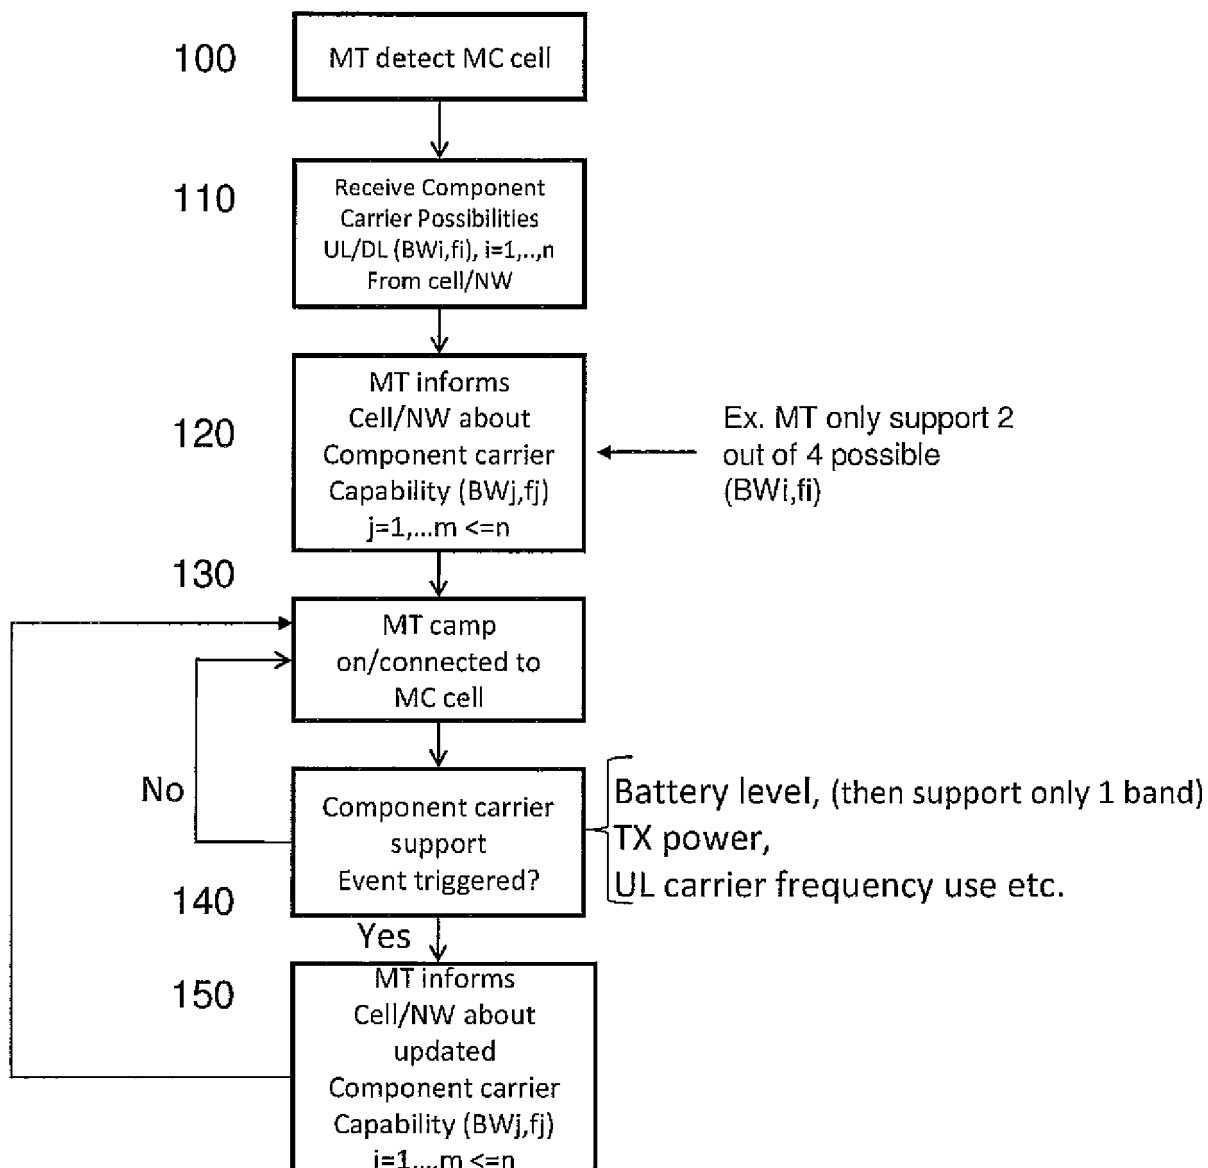 100
MT detect MC cell
110
Receive Component
Carrier Possibilities
UL/DL (BWi,fi), i=1,..,n
From cell/NW
120
MT informs
Cell/NW about
Component carrier
Capability (BWj,fj)
j=1,...m <=n
Ex. MT only support 2
out of 4 possible
(BWi,fi)
130
MT camp
on/connected to
MC cell
No
Component carrier
support
Event triggered?
Battery level, (then support only 1 band)
TX power,
UL carrier frequency use etc.
140
Yes
150
MT informs
Cell/NW about
updated
Component carrier
Capability (BWj,fj)
j=1,...m <=n